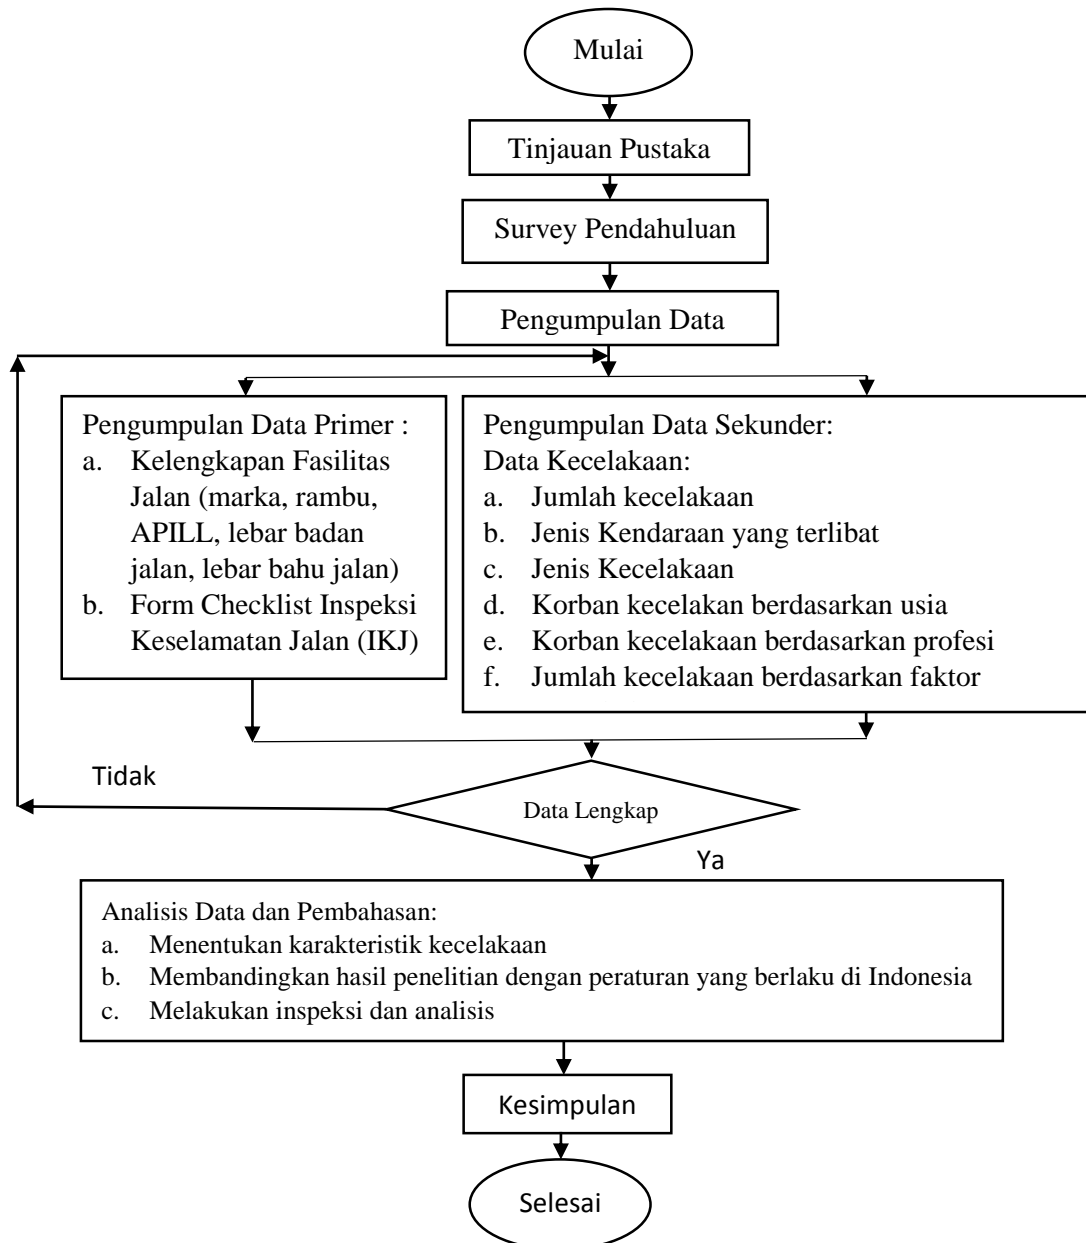 Mulai
Tinjauan Pustaka
Survey Pendahuluan
Pengumpulan Data
Pengumpulan Data Primer :
a. Kelengkapan Fasilitas
Jalan (marka, rambu,
APILL, lebar badan
jalan, lebar bahu jalan)
b. Form Checklist Inspeksi
Keselamatan Jalan (IKJ)
Pengumpulan Data Sekunder:
Data Kecelakaan:
a. Jumlah kecelakaan
b. Jenis Kendaraan yang terlibat
c. Jenis Kecelakaan
d. Korban kecelakan berdasarkan usia
e. Korban kecelakaan berdasarkan profesi
f. Jumlah kecelakaan berdasarkan faktor
Tidak
Data Lengkap
Ya
Analisis Data dan Pembahasan:
a. Menentukan karakteristik kecelakaan
b. Membandingkan hasil penelitian dengan peraturan yang berlaku di Indonesia
c. Melakukan inspeksi dan analisis
Kesimpulan
Selesai